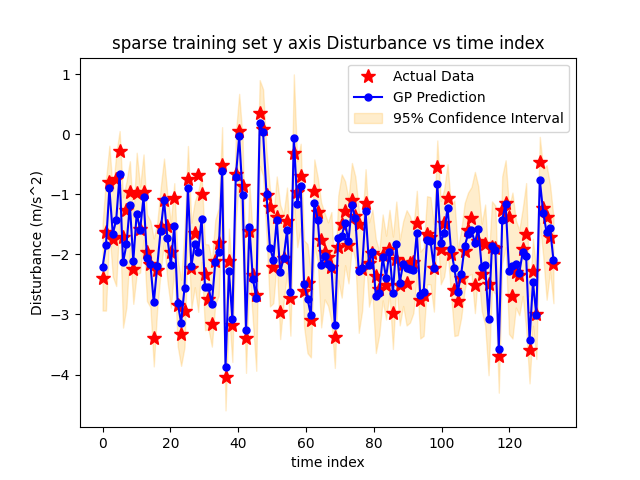 sparse training set y axis Disturbance vs time index
Actual Data
GP Prediction
95% Confidence Interval
Disturbance (m/s^2)
1
0
−1
−2
−3
−4
0 20 40 60 80 100 120
time index